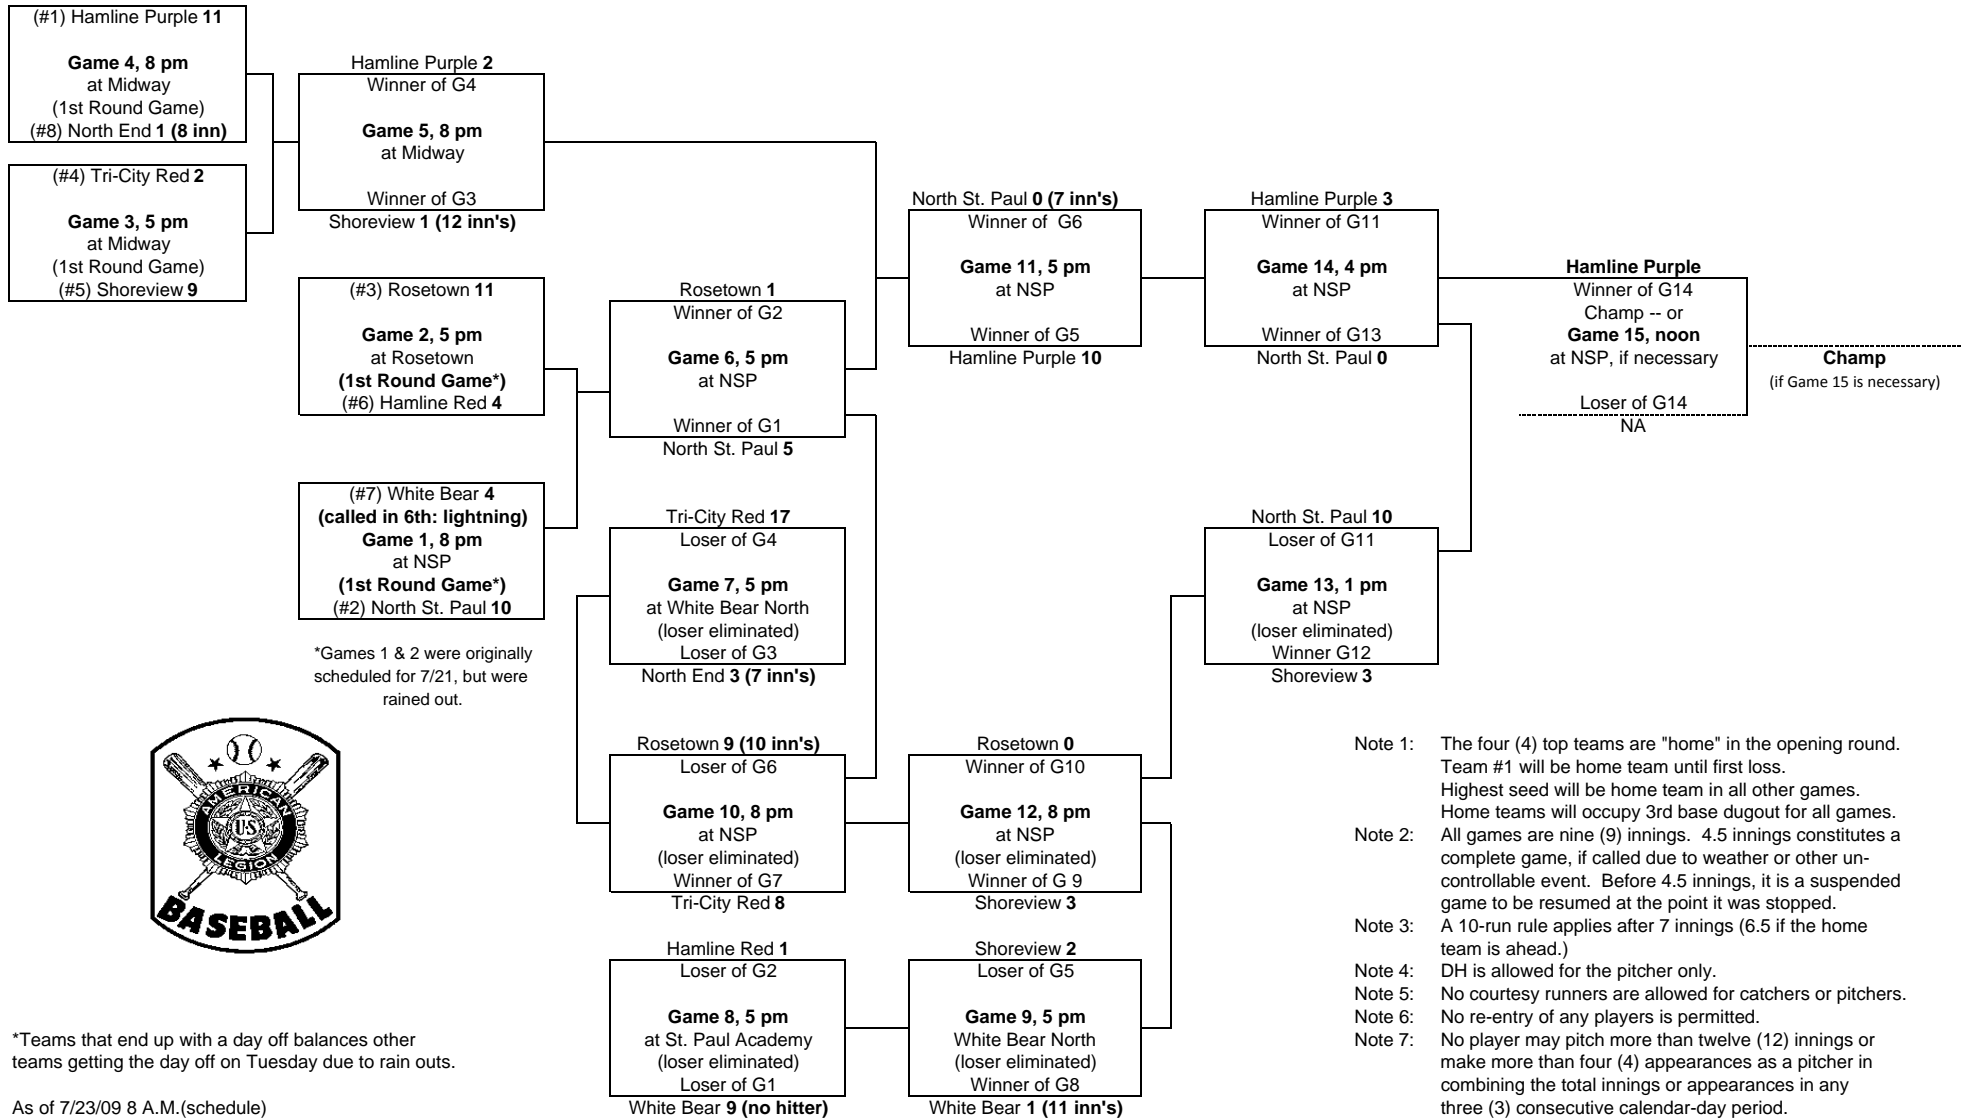 (#1) Hamline Purple 11
Game 4, 8 pm
at Midway
(1st Round Game)
(#8) North End 1 (8 inn)
(#4) Tri-City Red 2
Game 3, 5 pm
at Midway
(1st Round Game)
(#5) Shoreview 9
Hamline Purple 2
Winner of G4
Game 5, 8 pm
at Midway
Winner of G3
Shoreview 1 (12 inn's)
(#3) Rosetown 11
Game 2, 5 pm
at Rosetown
(1st Round Game*)
(#6) Hamline Red 4
(#7) White Bear 4
(called in 6th: lightning)
Game 1, 8 pm
at NSP
(1st Round Game*)
(#2) North St. Paul 10
*Games 1 & 2 were originally
scheduled for 7/21, but were
rained out.
Rosetown 1
Winner of G2
Game 6, 5 pm
at NSP
Winner of G1
North St. Paul 5
Tri-City Red 17
Loser of G4
Game 7, 5 pm
at White Bear North
(loser eliminated)
Loser of G3
North End 3 (7 inn's)
Rosetown 9 (10 inn's)
Loser of G6
Game 10, 8 pm
at NSP
(loser eliminated)
Winner of G7
Tri-City Red 8
Hamline Red 1
Loser of G2
Game 8, 5 pm
at St. Paul Academy
(loser eliminated)
Loser of G1
White Bear 9 (no hitter)
North St. Paul 0 (7 inn's)
Winner of  G6
Game 11, 5 pm
at NSP
Winner of G5
Hamline Purple 10
Rosetown 0
Winner of G10
Game 12, 8 pm
at NSP
(loser eliminated)
Winner of G 9
Shoreview 3
Shoreview 2
Loser of G5
Game 9, 5 pm
White Bear North
(loser eliminated)
Winner of G8
White Bear 1 (11 inn's)
Hamline Purple 3
Winner of G11
Game 14, 4 pm
at NSP
Winner of G13
North St. Paul 0
North St. Paul 10
Loser of G11
Game 13, 1 pm
at NSP
(loser eliminated)
Winner G12
Shoreview 3
Hamline Purple
Winner of G14
Champ -- or
Game 15, noon
at NSP, if necessary
Loser of G14
NA
Champ
(if Game 15 is necessary)
AMERICAN
U·S
LEGION
BASEBALL
*Teams that end up with a day off balances other
teams getting the day off on Tuesday due to rain outs.
As of 7/23/09 8 A.M.(schedule)
Note 1: The four (4) top teams are "home" in the opening round.
Team #1 will be home team until first loss.
Highest seed will be home team in all other games.
Home teams will occupy 3rd base dugout for all games.
Note 2: All games are nine (9) innings.  4.5 innings constitutes a
complete game, if called due to weather or other un-
controllable event.  Before 4.5 innings, it is a suspended
game to be resumed at the point it was stopped.
Note 3: A 10-run rule applies after 7 innings (6.5 if the home
team is ahead.)
Note 4: DH is allowed for the pitcher only.
Note 5: No courtesy runners are allowed for catchers or pitchers.
Note 6: No re-entry of any players is permitted.
Note 7: No player may pitch more than twelve (12) innings or
make more than four (4) appearances as a pitcher in
combining the total innings or appearances in any
three (3) consecutive calendar-day period.